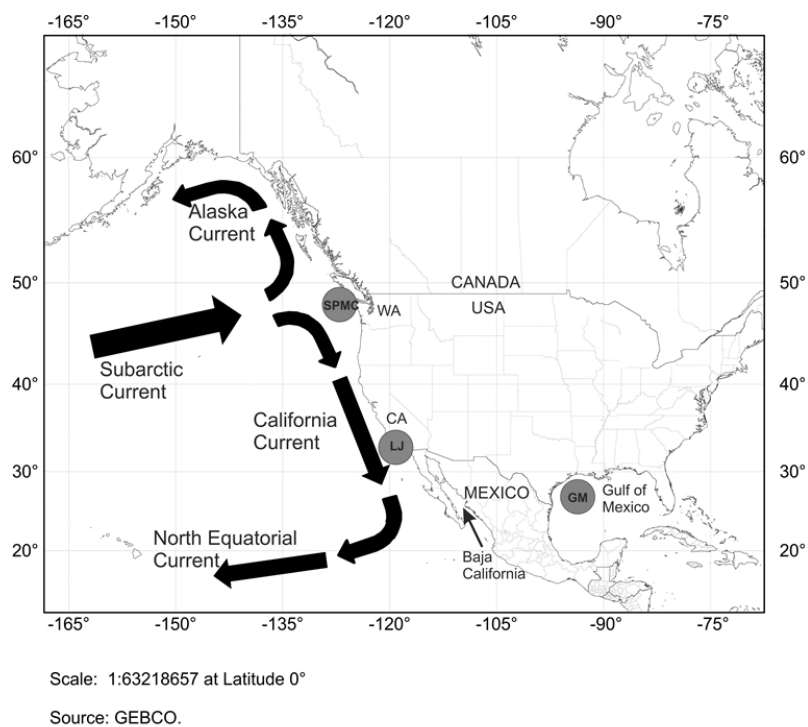 -165° -150° -135° -120° -105° -90° -75°
60° 60°
Alaska
Current
50° 50°
CANADA
SPMC WA USA
Subarctic
Current
40° 40°
California
Current
CA
LJ
30° 30°
MEXICO
GM
Gulf of
Mexico
North Equatorial
Current
20° 20°
Baja
California
-165° -150° -135° -120° -105° -90° -75°
Scale: 1:63218657 at Latitude 0°
Source: GEBCO.